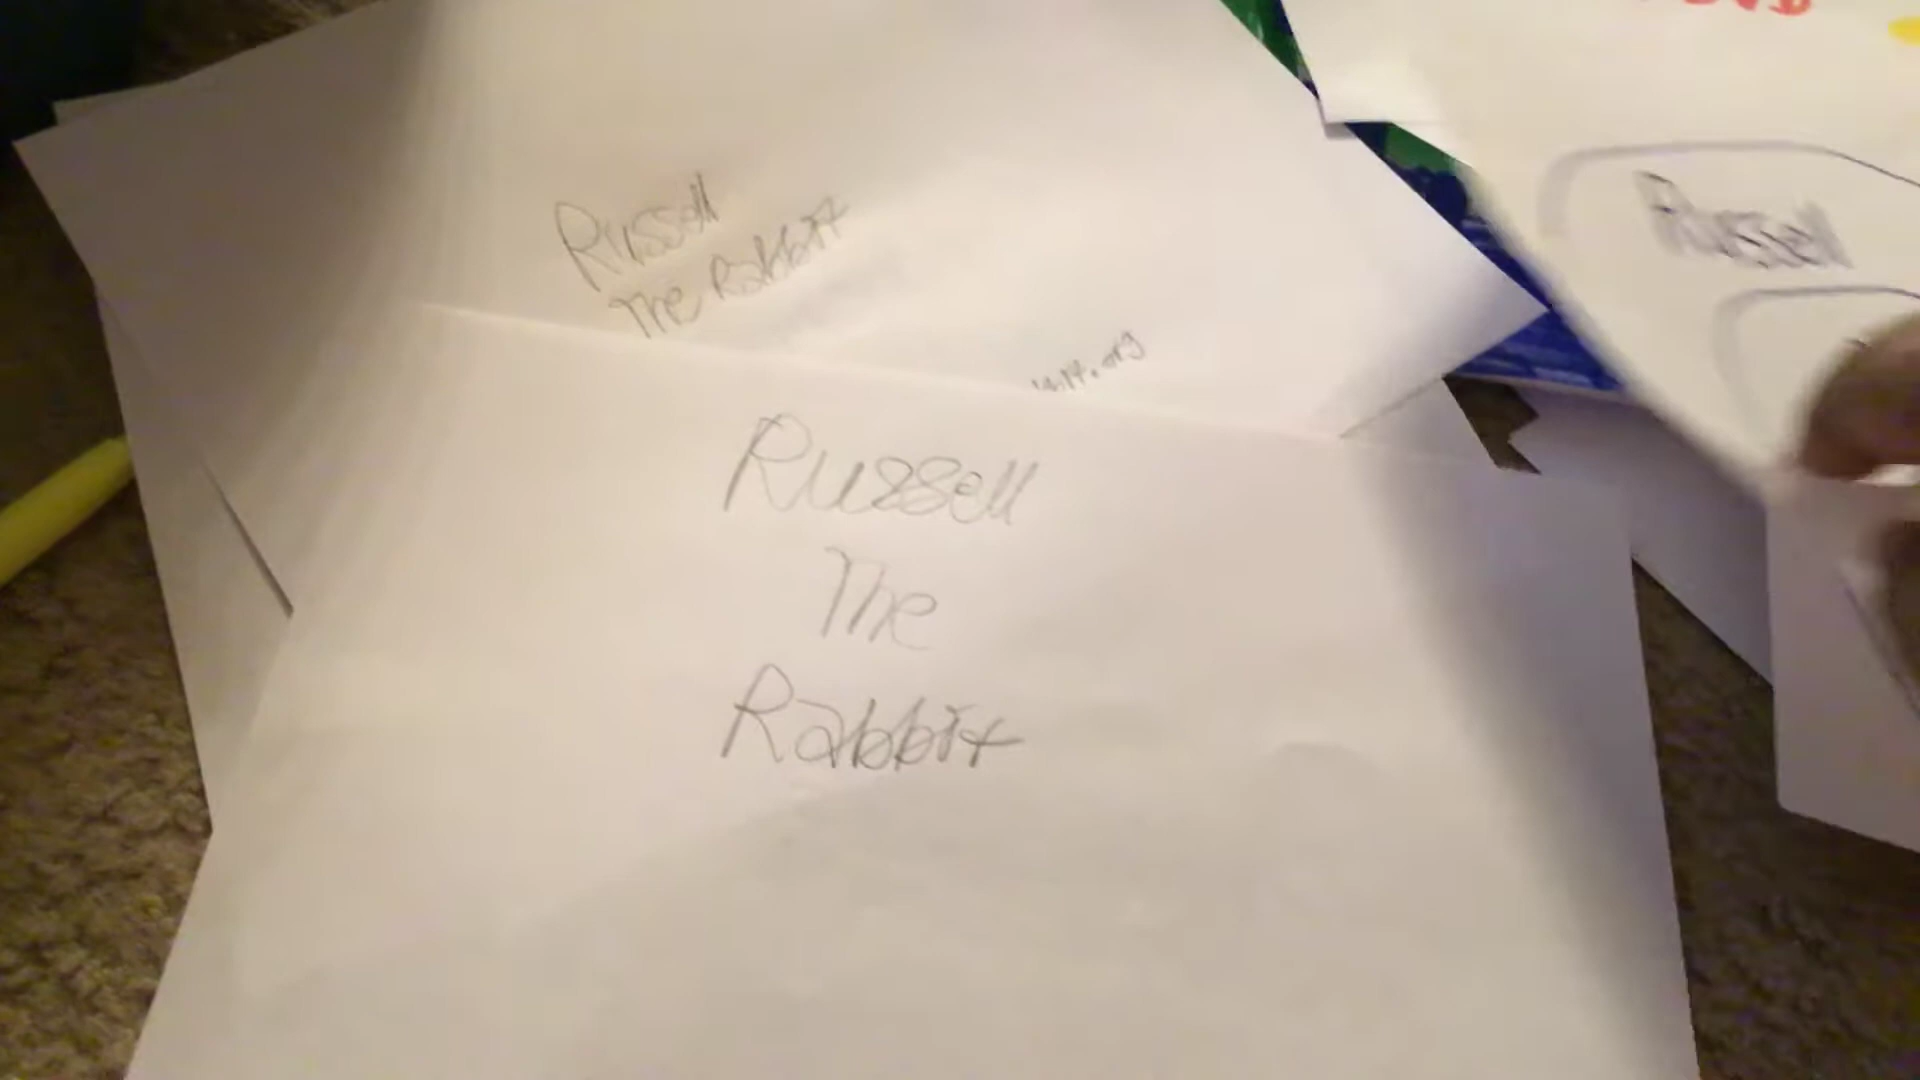 Russell
The Rabbit
Russell
Russell
The
Rabbit